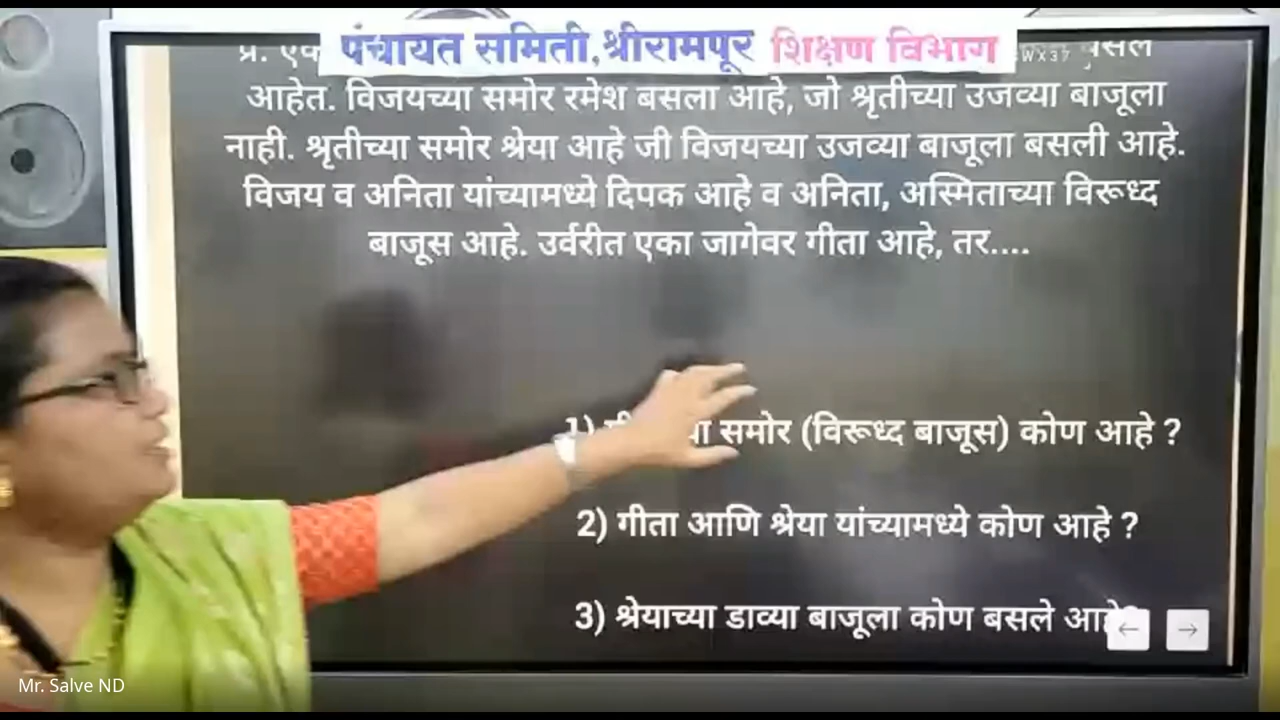 पंचायत समिती,श्रीरामपूर शिक्षण विभाग
प्र. एक
आहेत. विजयच्या समोर रमेश बसला आहे, जो श्रृतीच्या उजव्या बाजूला
नाही. श्रृतीच्या समोर श्रेया आहे जी विजयच्या उजव्या बाजूला बसली आहे.
विजय व अनिता यांच्यामध्ये दिपक आहे व अनिता, अस्मिताच्या विरूध्द
बाजूस आहे. उर्वरीत एका जागेवर गीता आहे, तर....
1) समोर (विरूध्द बाजूस) कोण आहे ?
2) गीता आणि श्रेया यांच्यामध्ये कोण आहे ?
3) श्रेयाच्या डाव्या बाजूला कोण बसले
Mr. Salve ND